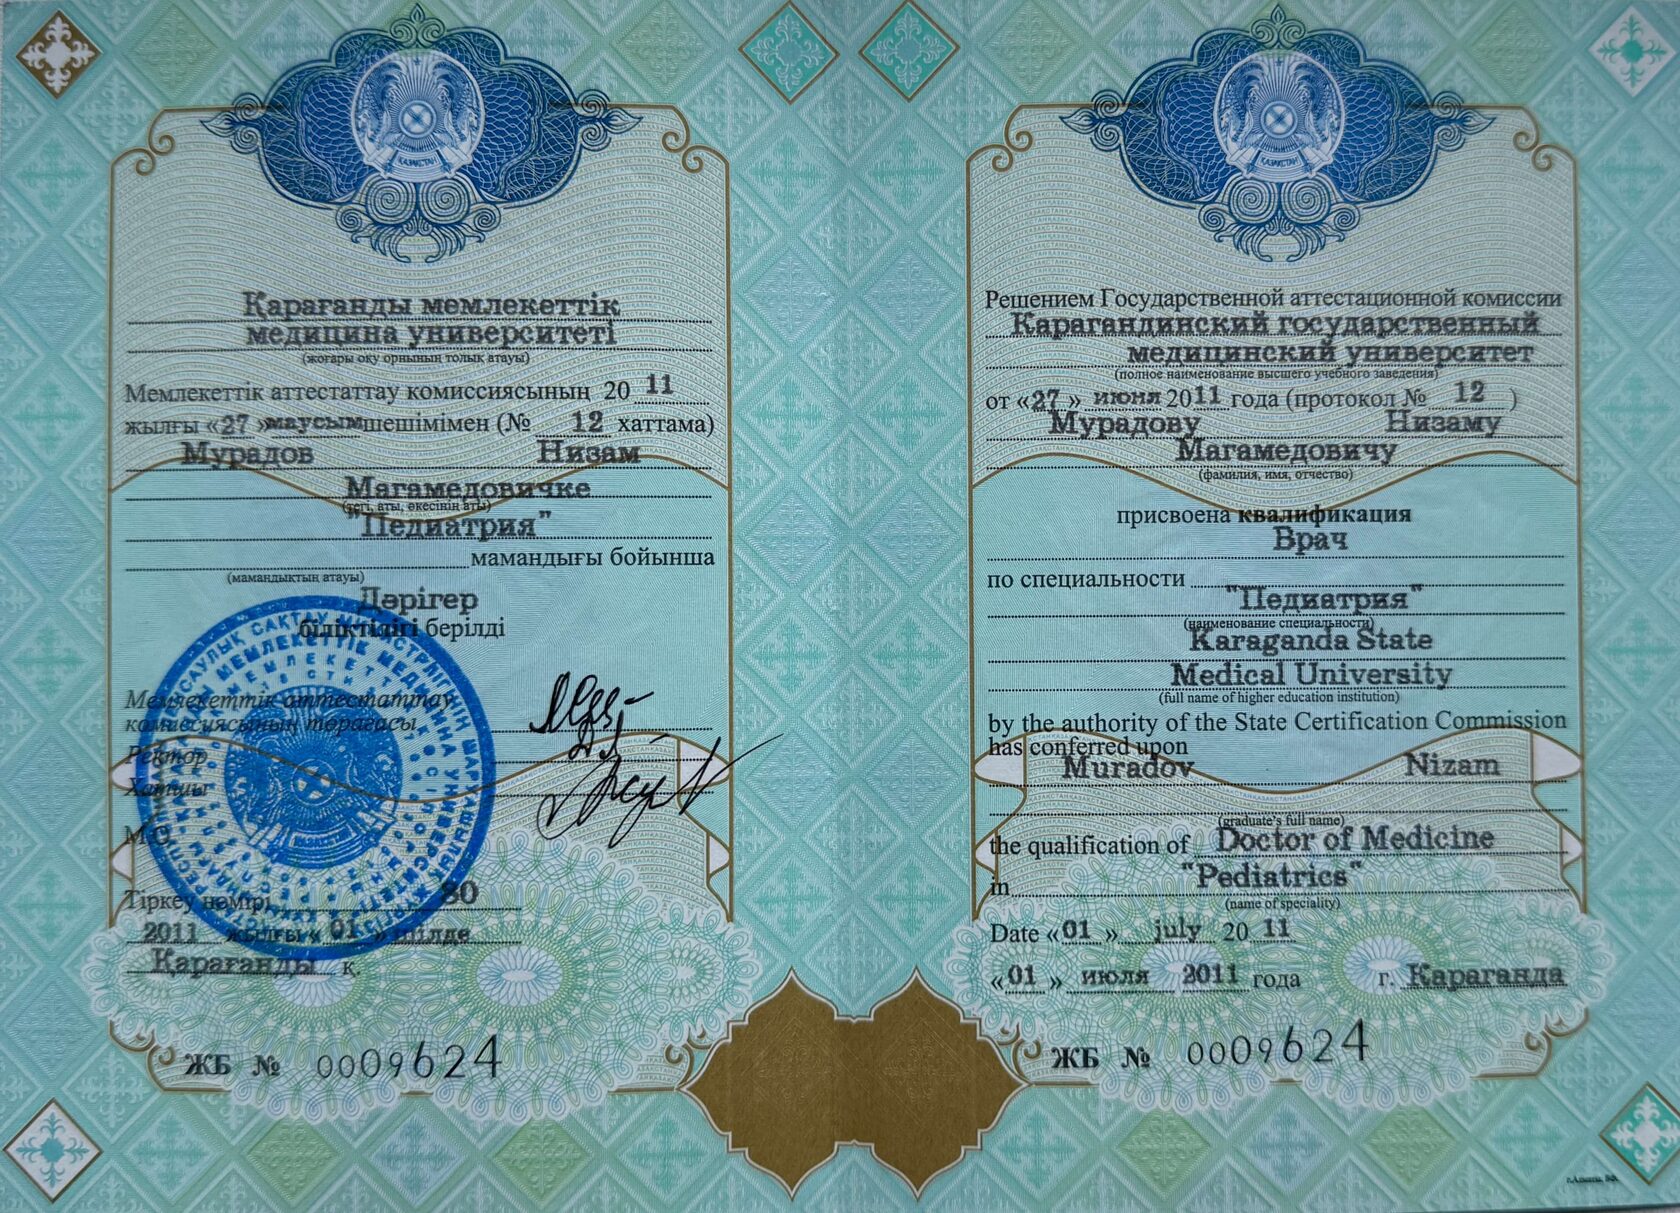 Қарағанды мемлекеттік
медицина университеті
(жоғары оқу орнының толық атауы)
Мемлекеттік аттестаттау комиссиясының 20 11
жылғы «27 »маусымшешімімен (№ 12 хаттама)
Мурадов Низам
Магамедовичке
(тегі, аты, әкесінің аты)
"Педиатрия"
мамандығы бойынша
(мамандықтың атауы)
Дәрігер
біліктілігі берілді
Мемлекеттік аттестаттау
комиссиясының төрағасы
Ректор
Хатшы
М.О
Тіркеу нөмірі 80
2011 жылғы « 01 » шілде
Қарағанды қ.
ЖБ № 0009624
ҚАЗАҚСТАН
Решением Государственной аттестационной комиссии
Карагандинский государственный
медицинский университет
(полное наименование высшего учебного заведения)
от «27 » июня 2011 года (протокол № 12 )
Мурадову Низаму
Магамедовичу
(фамилия, имя, отчество)
присвоена квалификация
Врач
по специальности
"Педиатрия"
(наименование специальности)
Karaganda State
Medical University
(full name of higher education institution)
by the authority of the State Certification Commission
has conferred upon
Muradov Nizam
(graduate's full name)
the qualification of Doctor of Medicine
in "Pediatrics"
(name of speciality)
Date «01 » july 20 11
«01 » июля 2011 года г. Караганда
ЖБ № 0009624
ҚАЗАҚСТАН